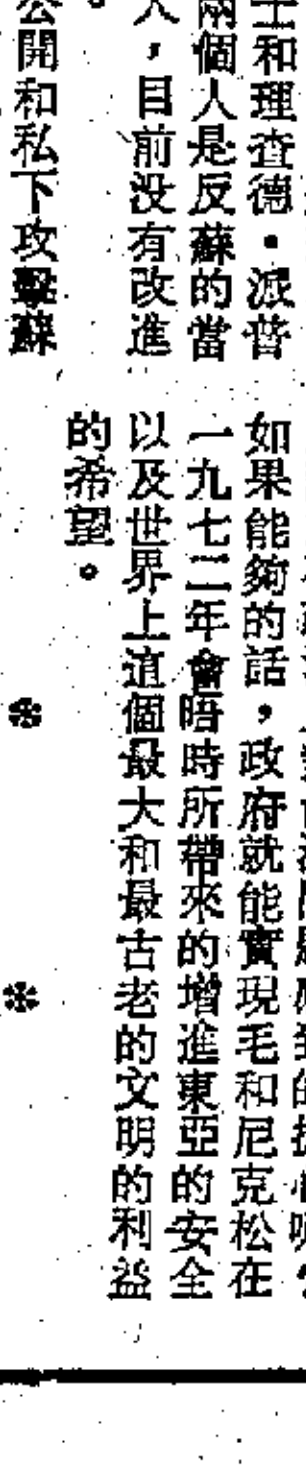 士和理查德•派普
兩個人是反蘇的當
人，目前没有改進
。
公開和私下攻擊蘇
如果能夠的話，政府就能實現毛和尼克松在
一九七二年會晤時所帶來的增進東亞的安全
以及世界上這個最大和最古老的文明的利益
的希望。
＊　＊